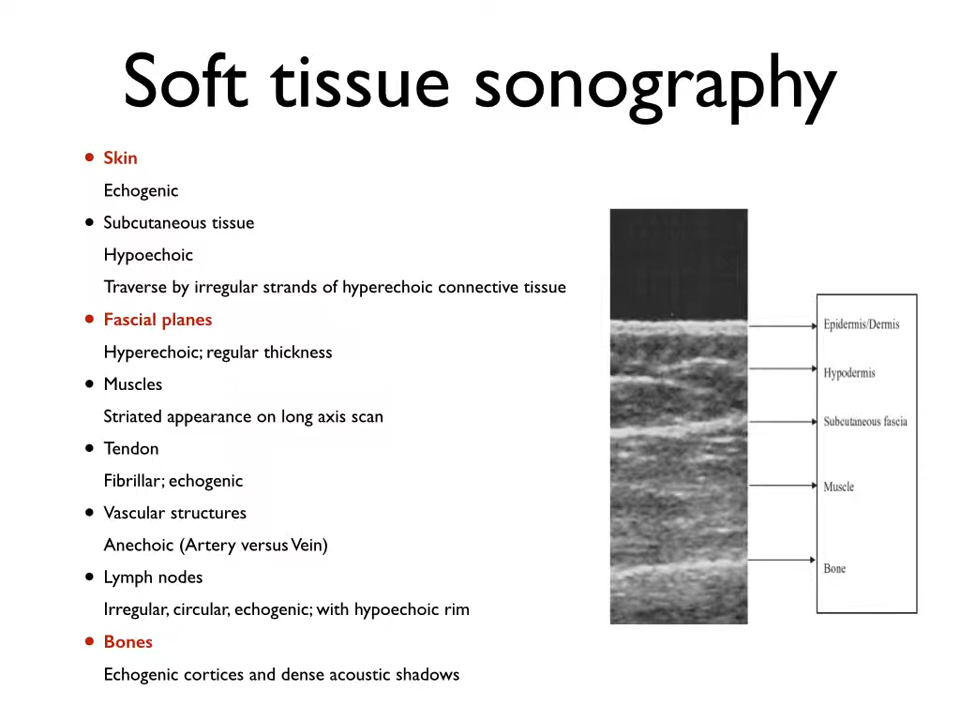 Soft tissue sonography
• Skin
Echogenic
• Subcutaneous tissue
Hypoechoic
Traverse by irregular strands of hyperechoic connective tissue
• Fascial planes
Hyperechoic; regular thickness
• Muscles
Striated appearance on long axis scan
• Tendon
Fibrillar; echogenic
• Vascular structures
Anechoic (Artery versus Vein)
• Lymph nodes
Irregular, circular, echogenic; with hypoechoic rim
• Bones
Echogenic cortices and dense acoustic shadows
Epidermis/Dermis
Hypodermis
Subcutaneous fascia
Muscle
Bone